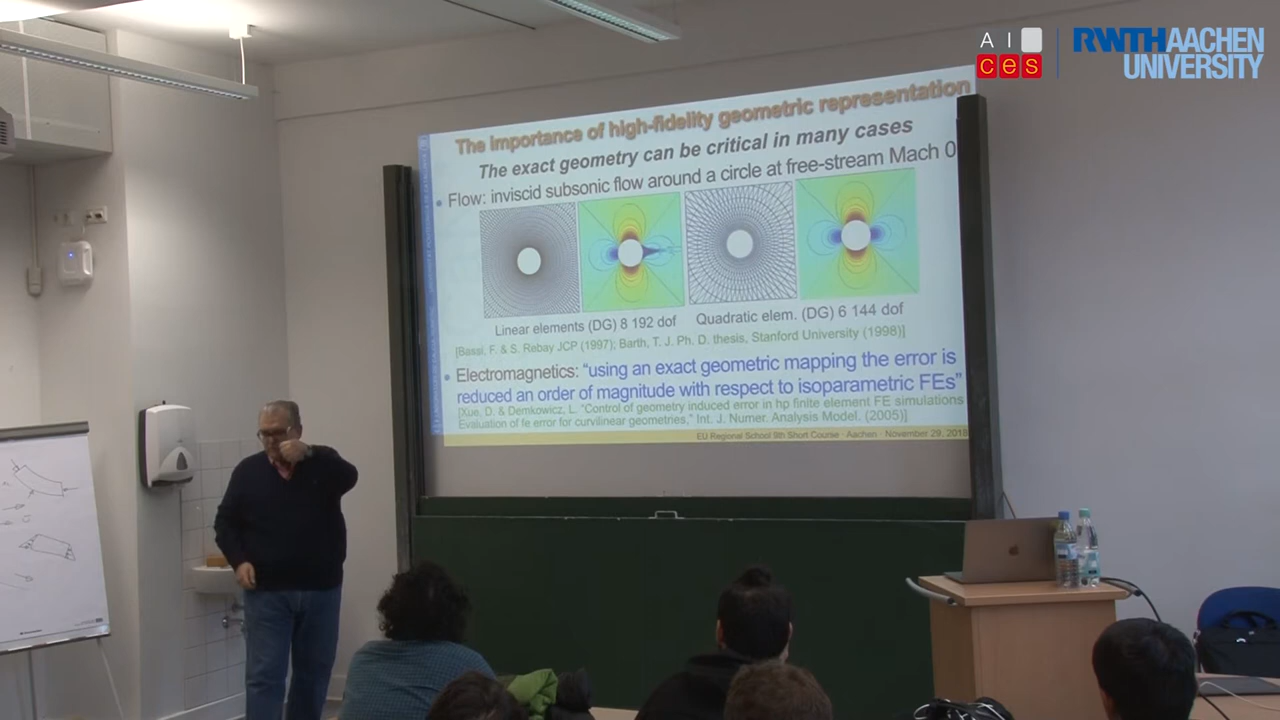 AI
ces
RWTHAACHEN
UNIVERSITY
The importance of high-fidelity geometric representation
The exact geometry can be critical in many cases
• Flow: inviscid subsonic flow around a circle at free-stream Mach 0
Linear elements (DG) 8 192 dof
Quadratic elem. (DG) 6 144 dof
[Bassi, F. & S. Rebay JCP (1997); Barth, T. J. Ph. D. thesis, Stanford University (1998)]
• Electromagnetics: “using an exact geometric mapping the error is
reduced an order of magnitude with respect to isoparametric FEs”
[Xue, D. & Demkowicz, L. “Control of geometry induced error in hp finite element FE simulations
Evaluation of fe error for curvilinear geometries,” Int. J. Numer. Analysis Model. (2005)]
EU Regional School 9th Short Course · Aachen · November 29, 2018